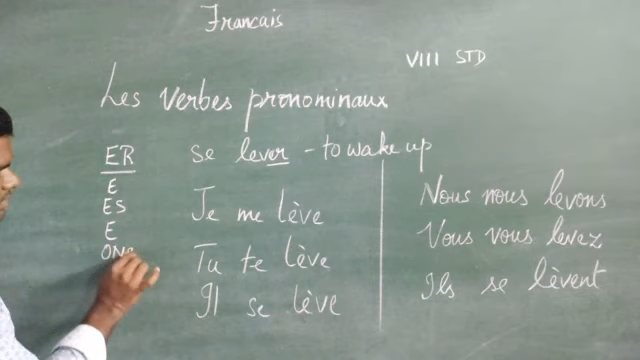 Francais
VIII STD
Les verbes pronominaux
ER
E
ES
E
ONS
se lever - to wake up
Je me lève
Tu te lève
Il se lève
Nous nous levons
Vous vous levez
Ils se lèvent